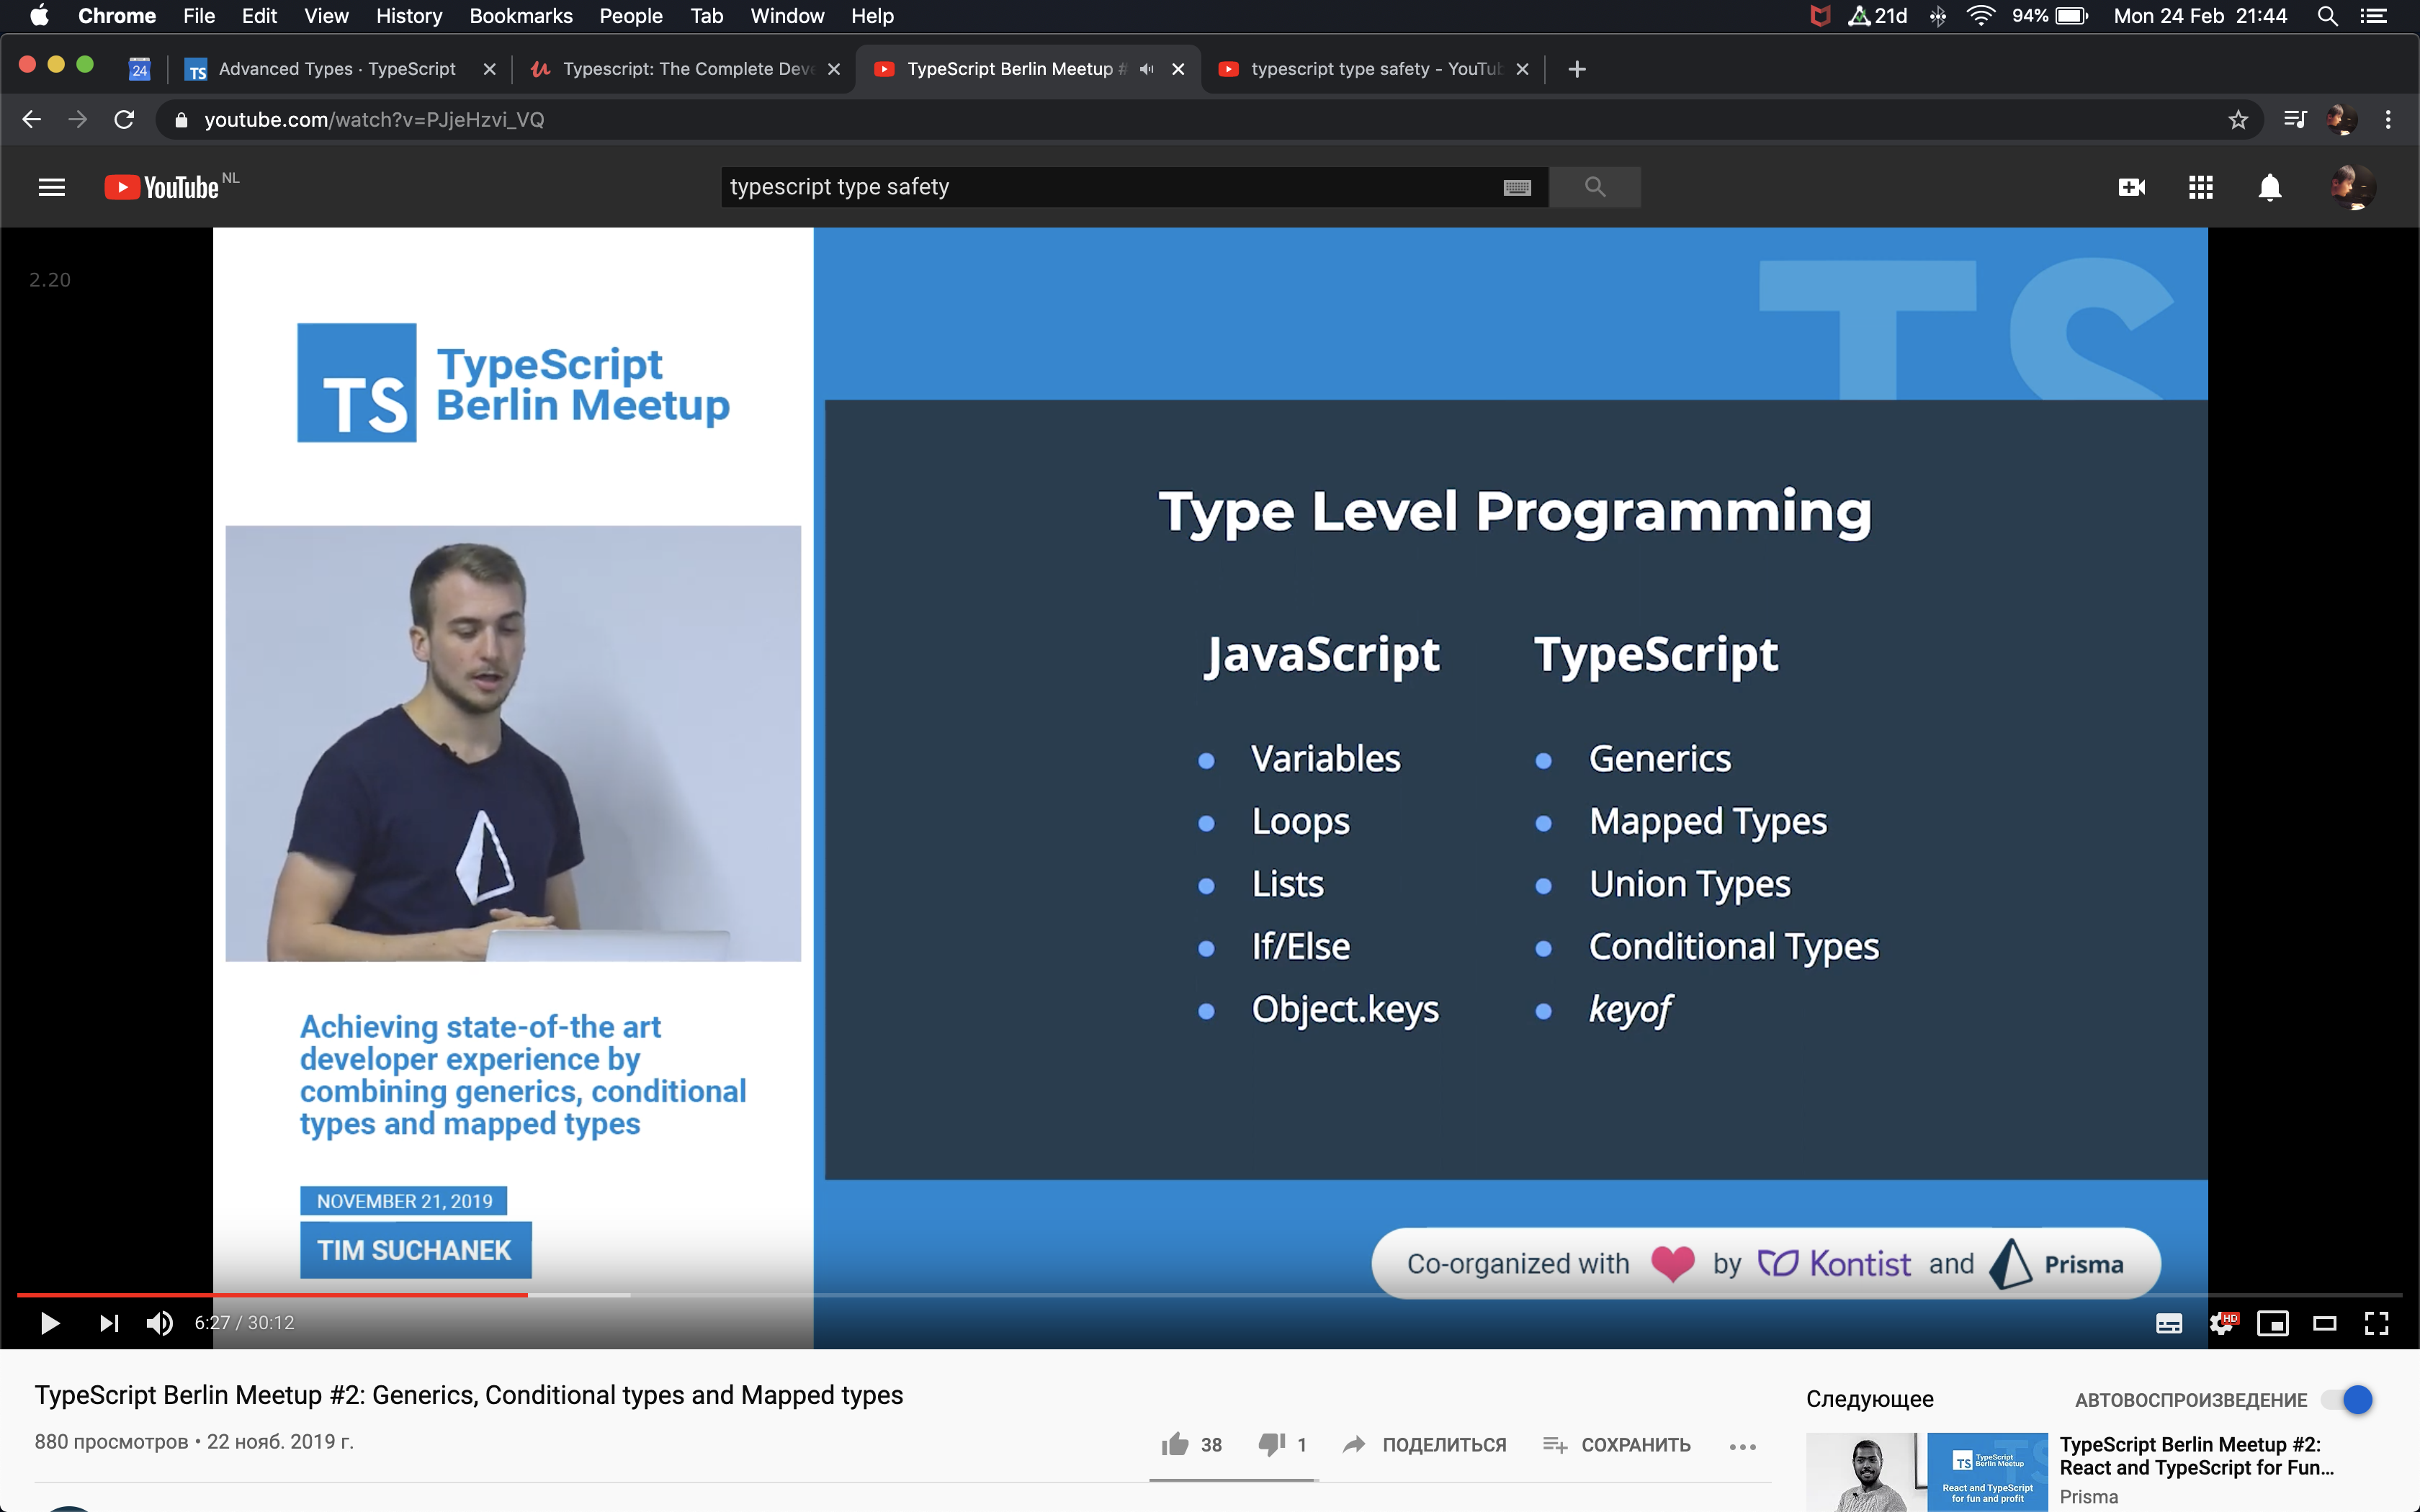 Chrome File Edit View History Bookmarks People Tab Window Help
21d 94% Mon 24 Feb 21:44
24 TS Advanced Types · TypeScript Typescript: The Complete Deve TypeScript Berlin Meetup # typescript type safety - YouTub
youtube.com/watch?v=PJjeHzvi_VQ
YouTube NL typescript type safety
2.20
TS
TS
TypeScript
Berlin Meetup
Type Level Programming
JavaScript TypeScript
Variables Generics
Loops Mapped Types
Lists Union Types
If/Else Conditional Types
Object.keys keyof
Achieving state-of-the art
developer experience by
combining generics, conditional
types and mapped types
NOVEMBER 21, 2019
TIM SUCHANEK
Co-organized with by Kontist and Prisma
6:27 / 30:12 HD
TypeScript Berlin Meetup #2: Generics, Conditional types and Mapped types
880 просмотров • 22 нояб. 2019 г.
38 1 ПОДЕЛИТЬСЯ СОХРАНИТЬ
Следующее АВТОВОСПРОИЗВЕДЕНИЕ
TS TypeScript
Berlin Meetup
React and TypeScript
for fun and profit
TypeScript Berlin Meetup #2:
React and TypeScript for Fun...
Prisma